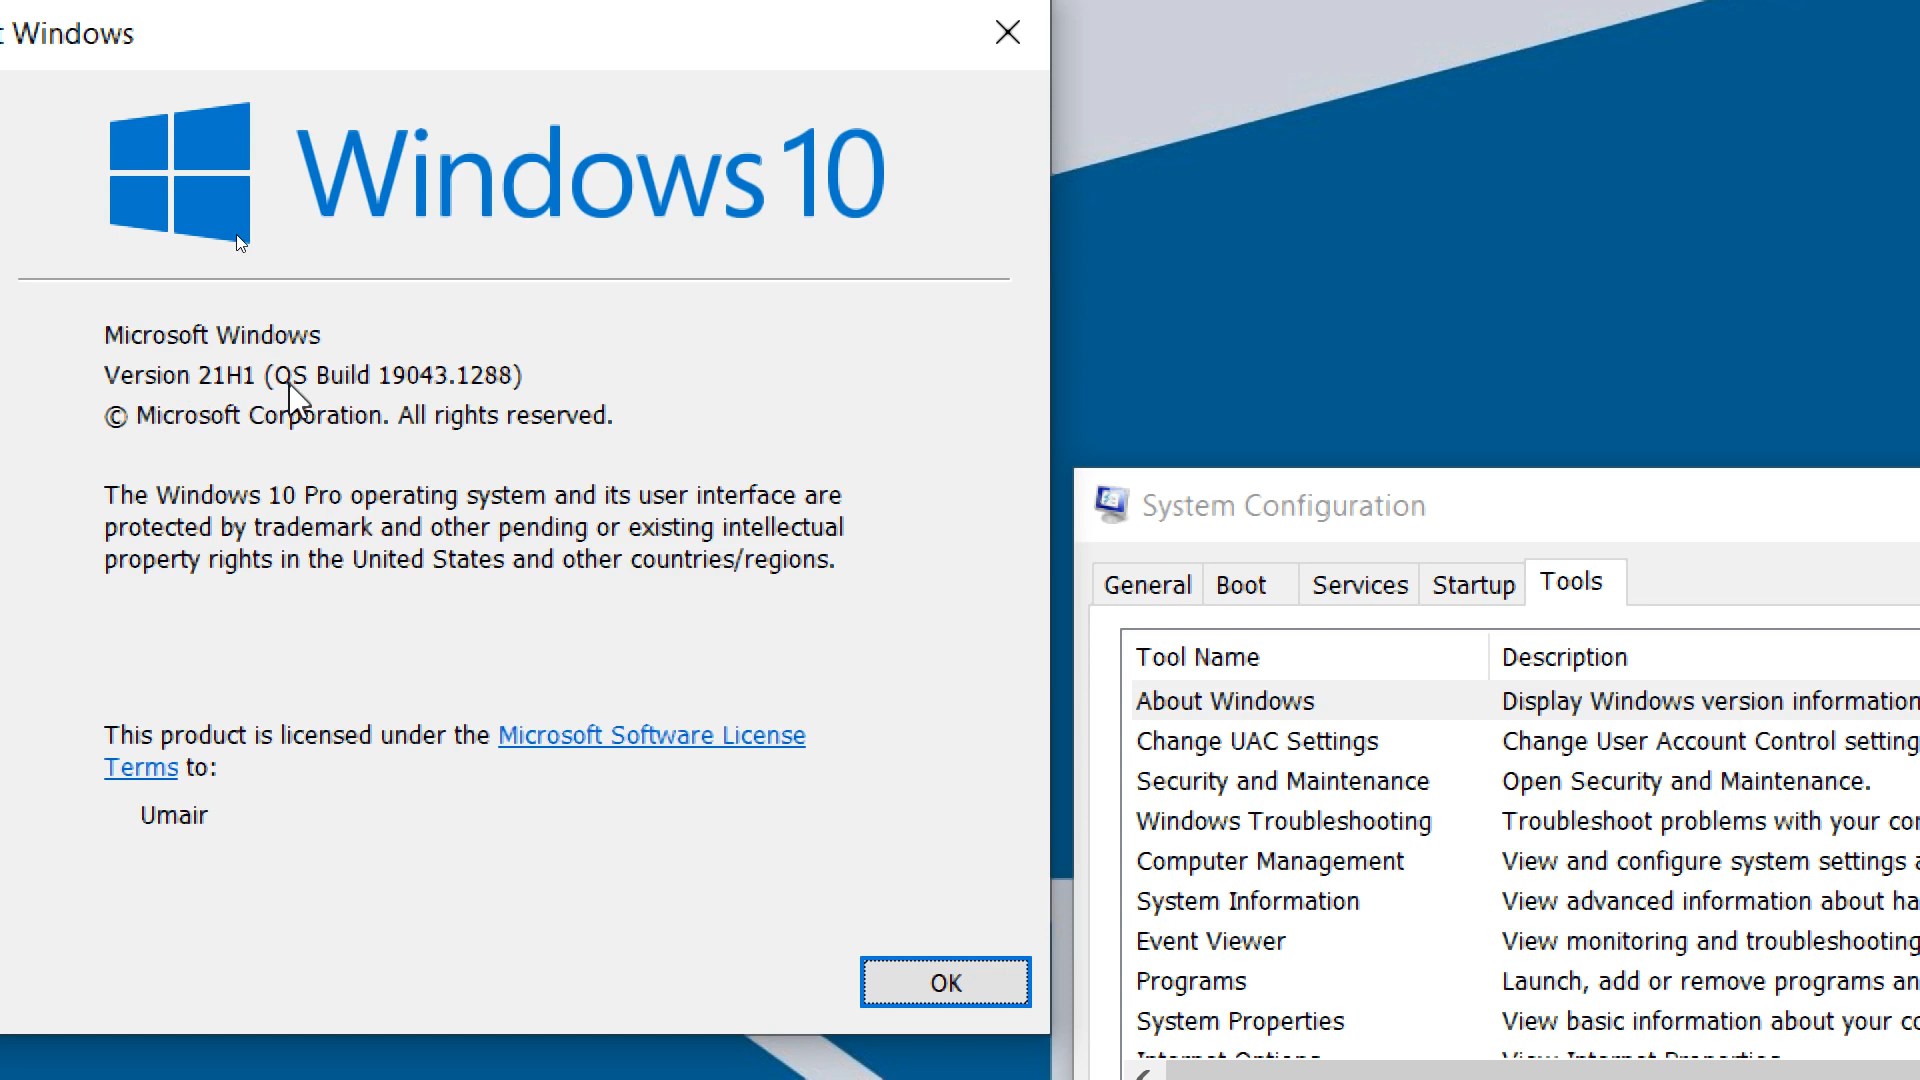 Windows
Windows 10
Microsoft Windows
Version 21H1 (OS Build 19043.1288)
© Microsoft Corporation. All rights reserved.
The Windows 10 Pro operating system and its user interface are
protected by trademark and other pending or existing intellectual
property rights in the United States and other countries/regions.
This product is licensed under the Microsoft Software License
Terms to:
Umair
OK
System Configuration
General Boot Services Startup Tools
Tool Name Description
About Windows Display Windows version information
Change UAC Settings Change User Account Control setting
Security and Maintenance Open Security and Maintenance.
Windows Troubleshooting Troubleshoot problems with your
Computer Management View and configure system settings
System Information View advanced information about
Event Viewer View monitoring and troubleshooting
Programs Launch, add or remove programs
System Properties View basic information about your
Internet Options View Internet Properties